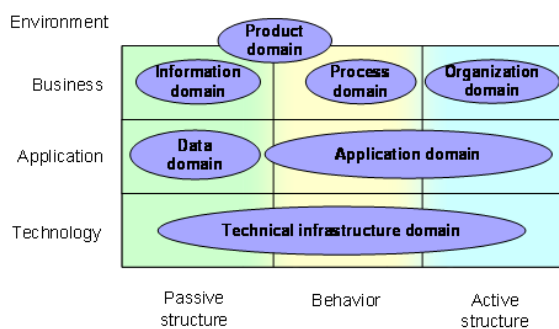 Environment
Product
domain
Business
Information
domain
Process
domain
Organization
domain
Application
Data
domain
Application domain
Technology
Technical infrastructure domain
Passive
structure
Behavior
Active
structure